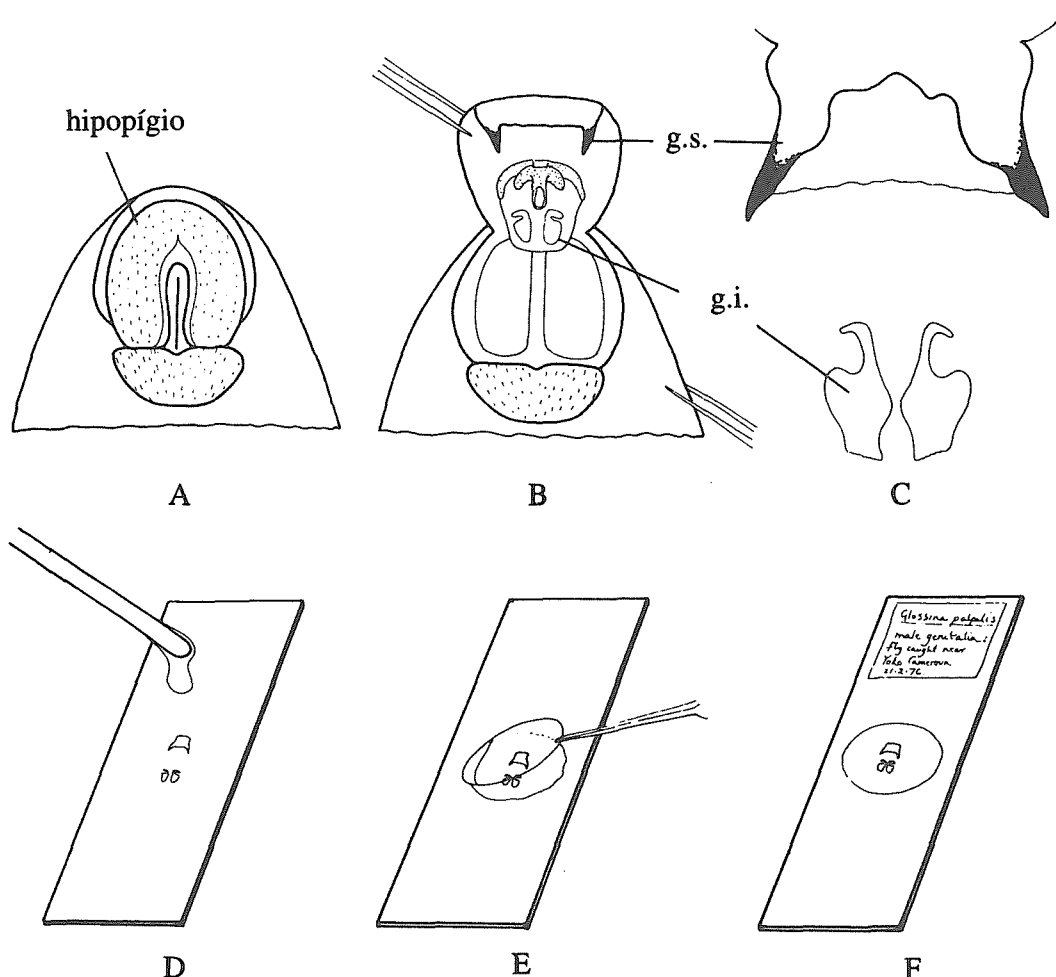 hipopígio
g.s.
g.i.
A
B
C
Glossina palpalis
male genitalia:
fly caught near
Yoko Cameroun
21.2.76
D
E
F